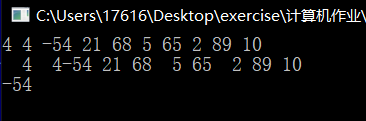 C:\Users\17616\Desktop\exercise\计算机作业\
4 4 -54 21 68 5 65 2 89 10
4 4-54 21 68 5 65 2 89 10
-54